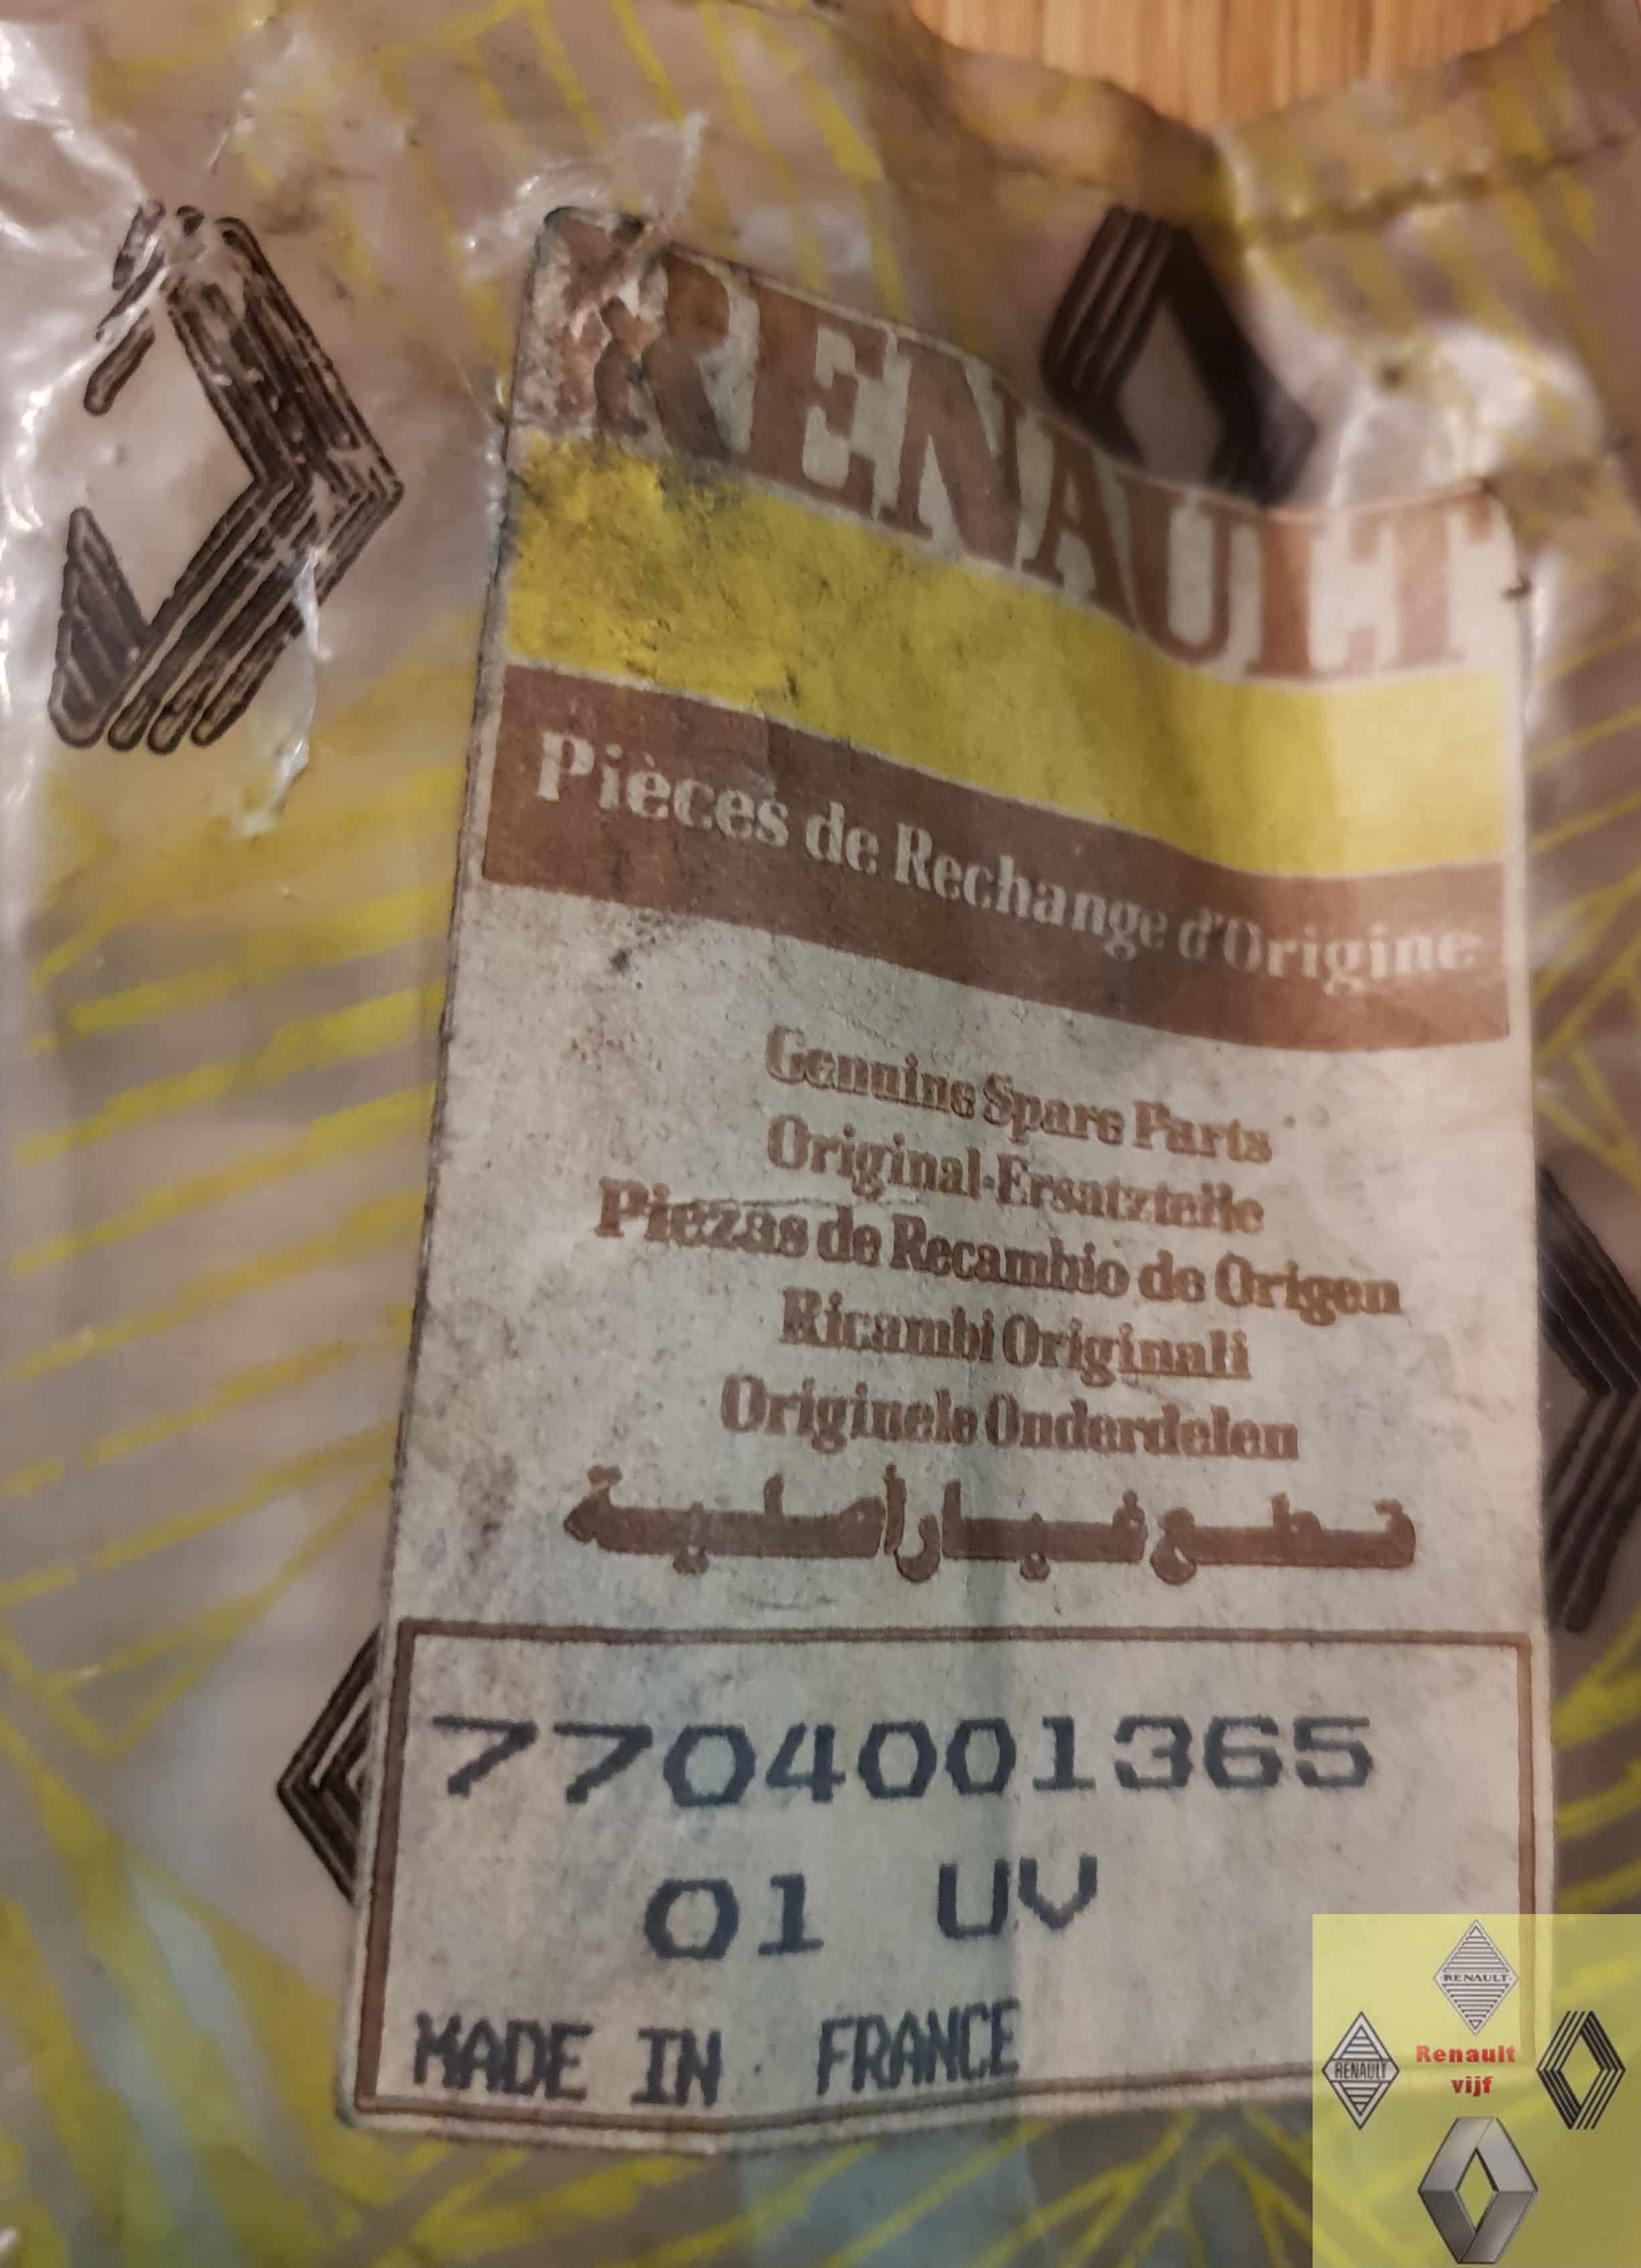 RENAULT
Pièces de Rechange d'Origine
Genuine Spare Parts
Original-Ersatzteile
Piezas de Recambio de Origen
Ricambi Originali
Originele Onderdelen
قطع غيار أصلية
7704001365
01 UV
MADE IN FRANCE
RENAULT
RENAULT
Renault
vijf